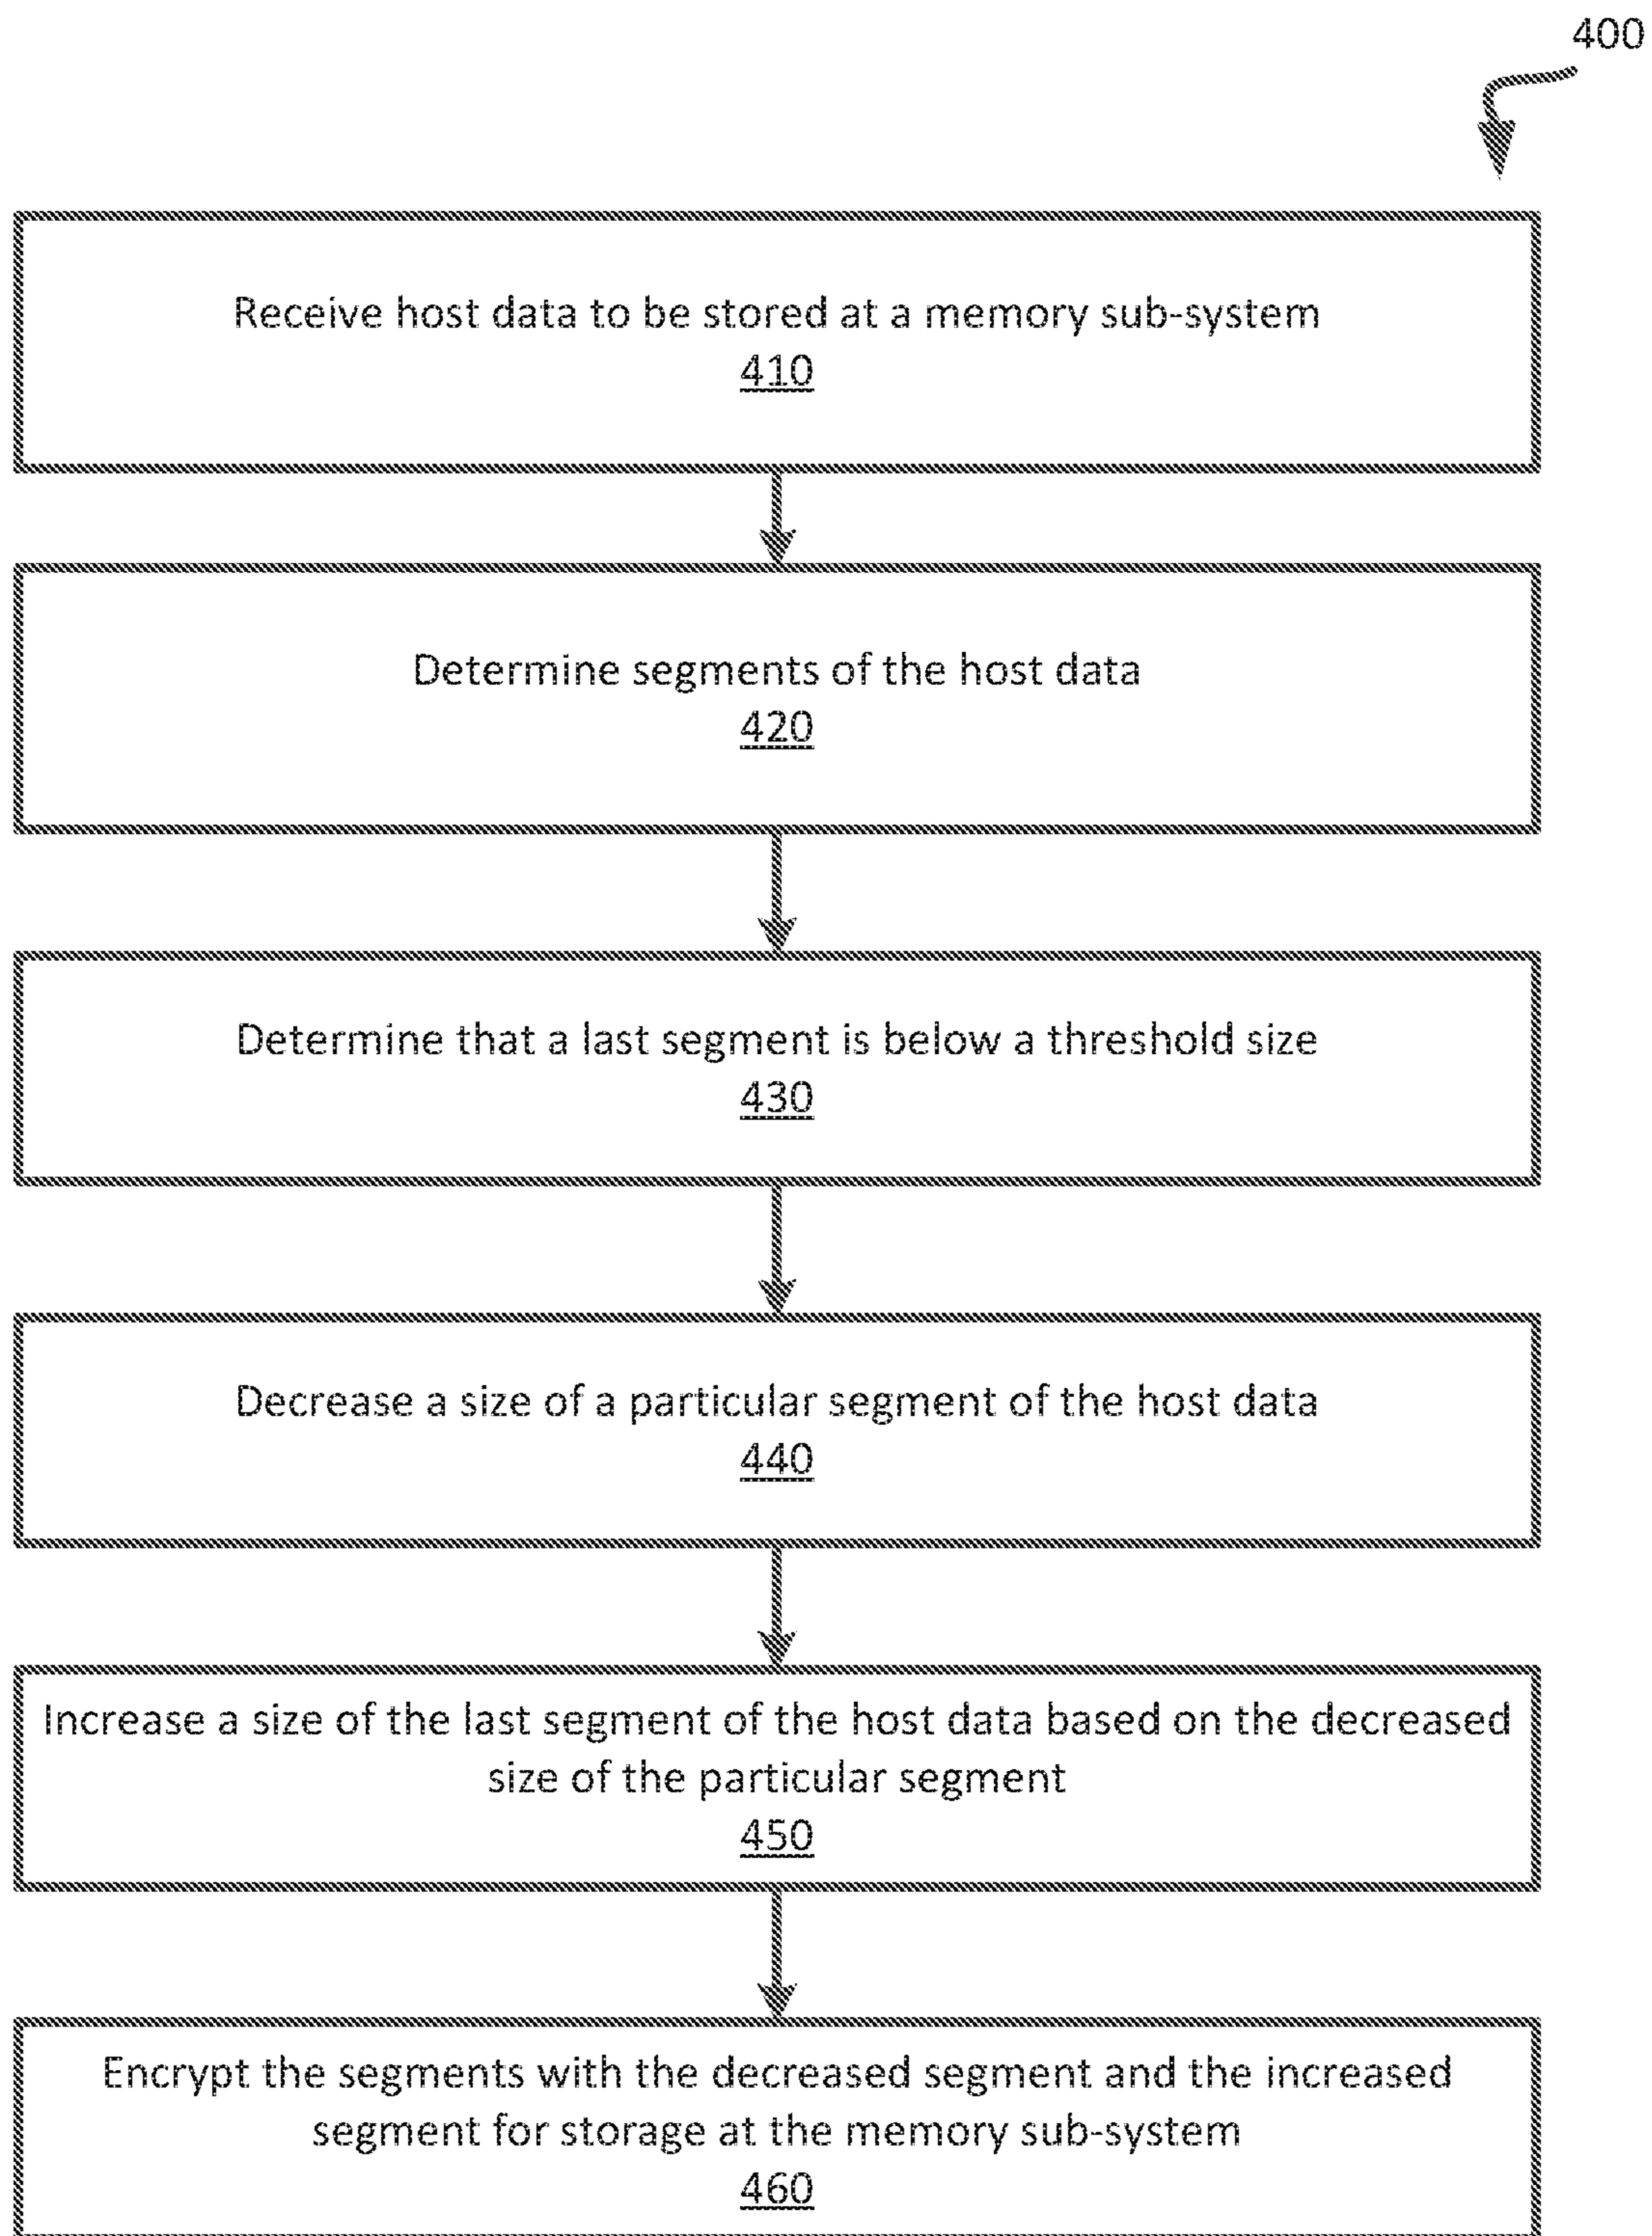 400
Receive host data to be stored at a memory sub-system
410
Determine segments of the host data
420
Determine that a last segment is below a threshold size
430
Decrease a size of a particular segment of the host data
440
Increase a size of the last segment of the host data based on the decreased
size of the particular segment
450
Encrypt the segments with the decreased segment and the increased
segment for storage at the memory sub-system
460